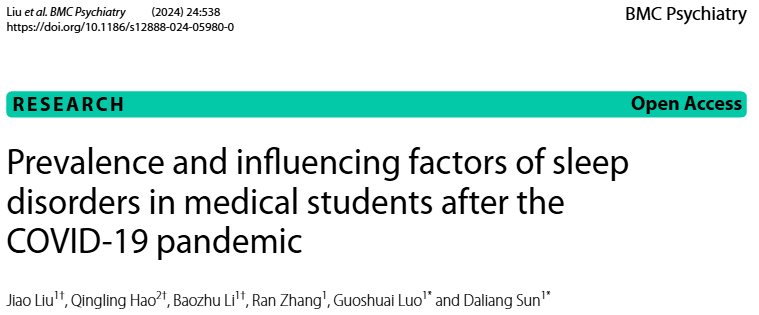 Liu et al. BMC Psychiatry (2024) 24:538
https://doi.org/10.1186/s12888-024-05980-0
BMC Psychiatry
RESEARCH
Open Access
Prevalence and influencing factors of sleep
disorders in medical students after the
COVID-19 pandemic
Jiao Liu1†, Qingling Hao2†, Baozhu Li1†, Ran Zhang1, Guoshuai Luo1* and Daliang Sun1*